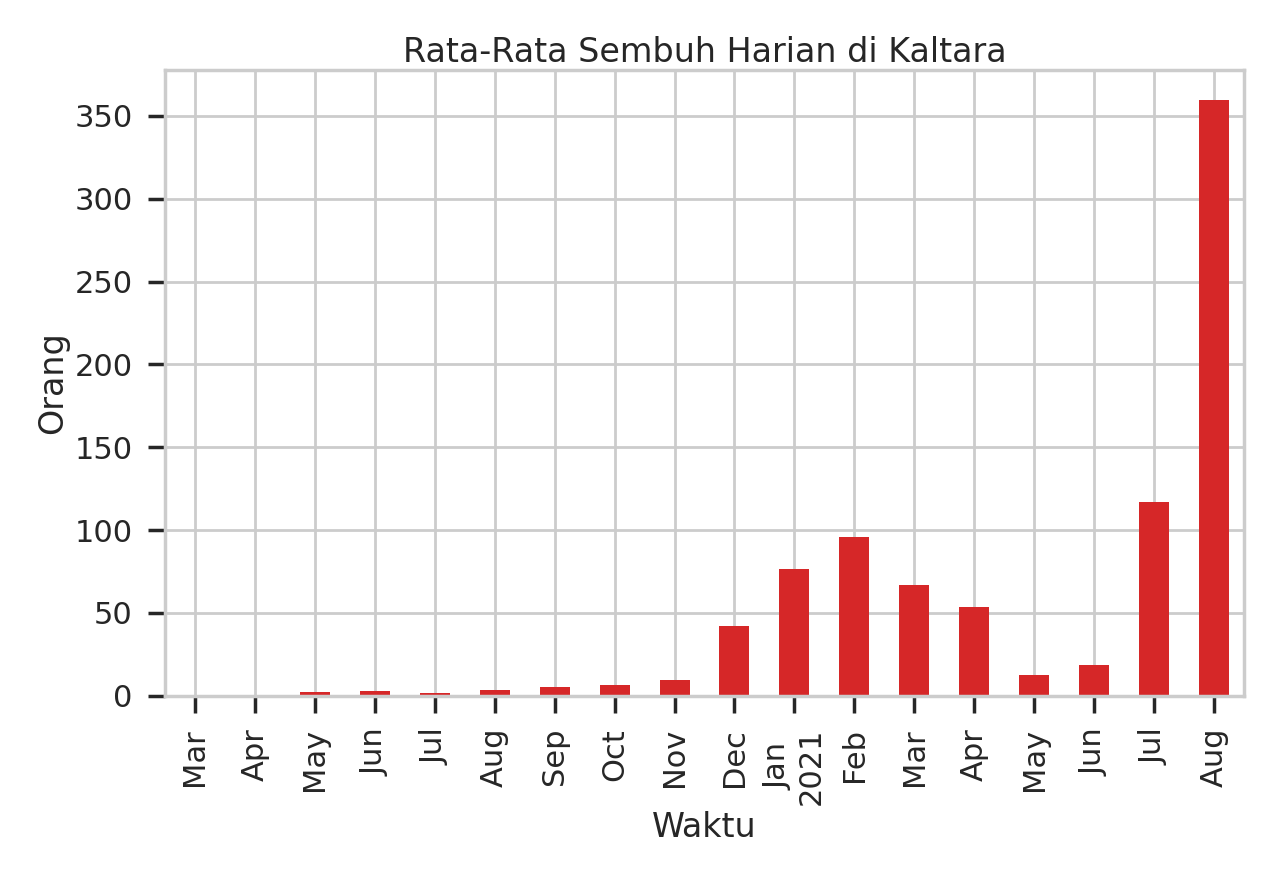 Rata-Rata Sembuh Harian di Kaltara
Orang
350
300
250
200
150
100
50
0
Mar
Apr
May
Jun
Jul
Aug
Sep
Oct
Nov
Dec
Jan
2021
Feb
Mar
Apr
May
Jun
Jul
Aug
Waktu